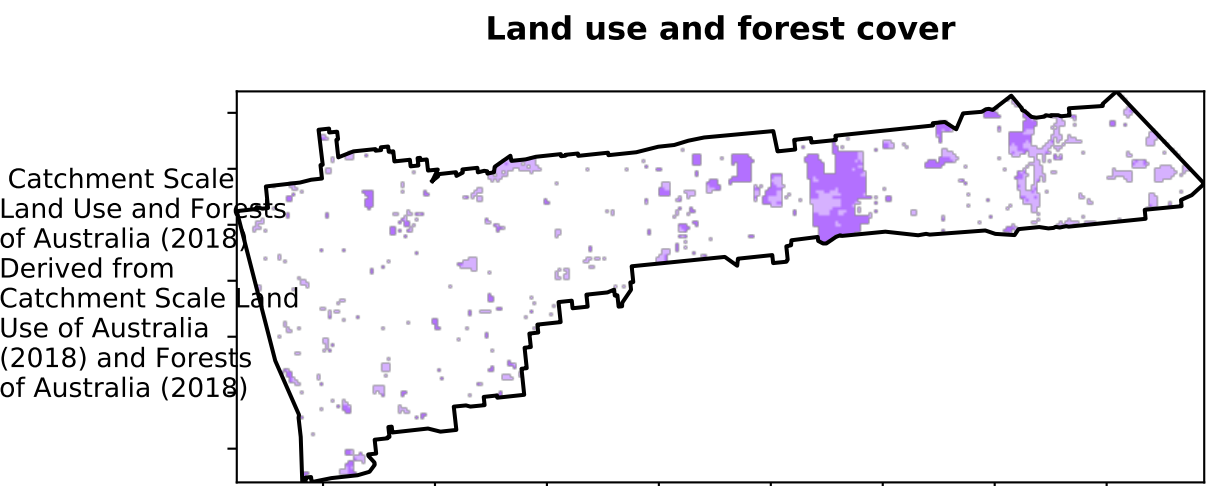 Land use and forest cover
Catchment Scale
Land Use and Forests
of Australia (2018)
Derived from
Catchment Scale Land
Use of Australia
(2018) and Forests
of Australia (2018)